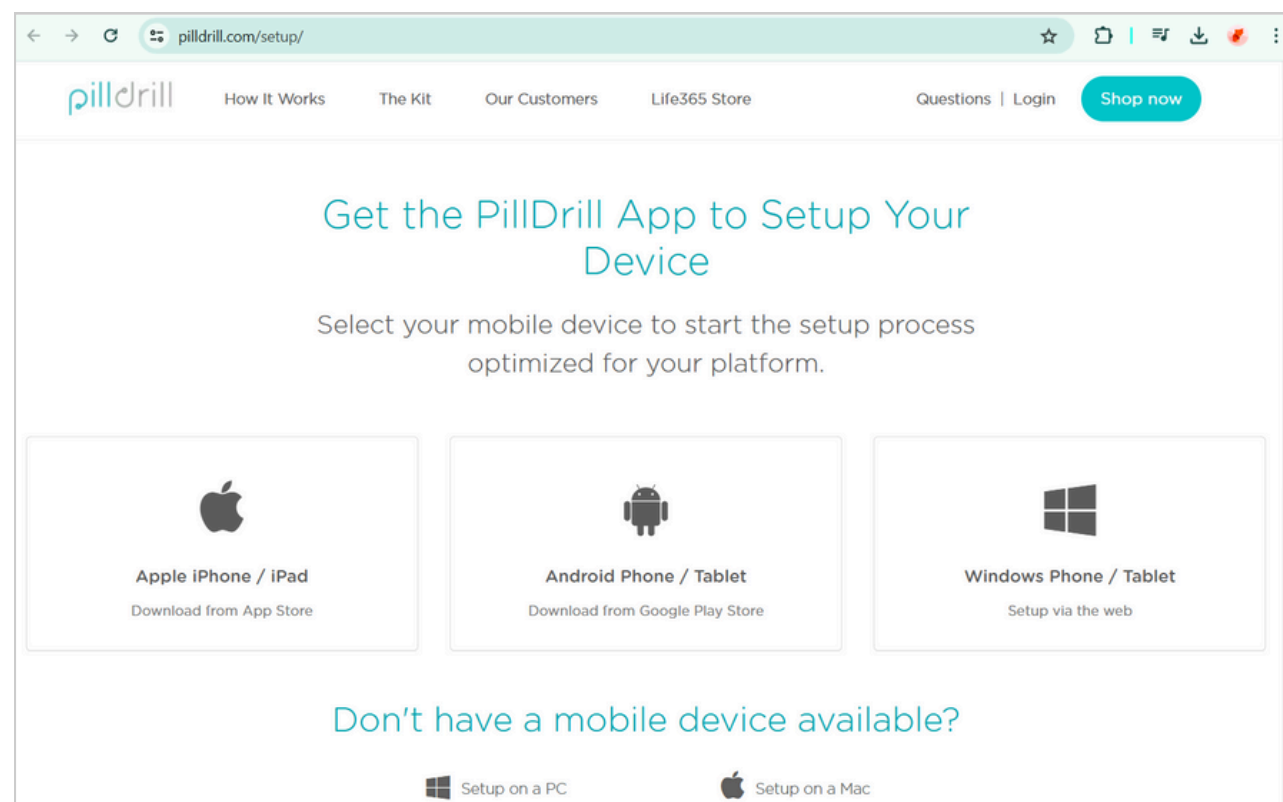 pilldrill.com/setup/
pilldrill How It Works The Kit Our Customers Life365 Store Questions | Login Shop now
Get the PillDrill App to Setup Your
Device
Select your mobile device to start the setup process
optimized for your platform.
Apple iPhone / iPad Android Phone / Tablet Windows Phone / Tablet
Download from App Store Download from Google Play Store Setup via the web
Don't have a mobile device available?
Setup on a PC Setup on a Mac